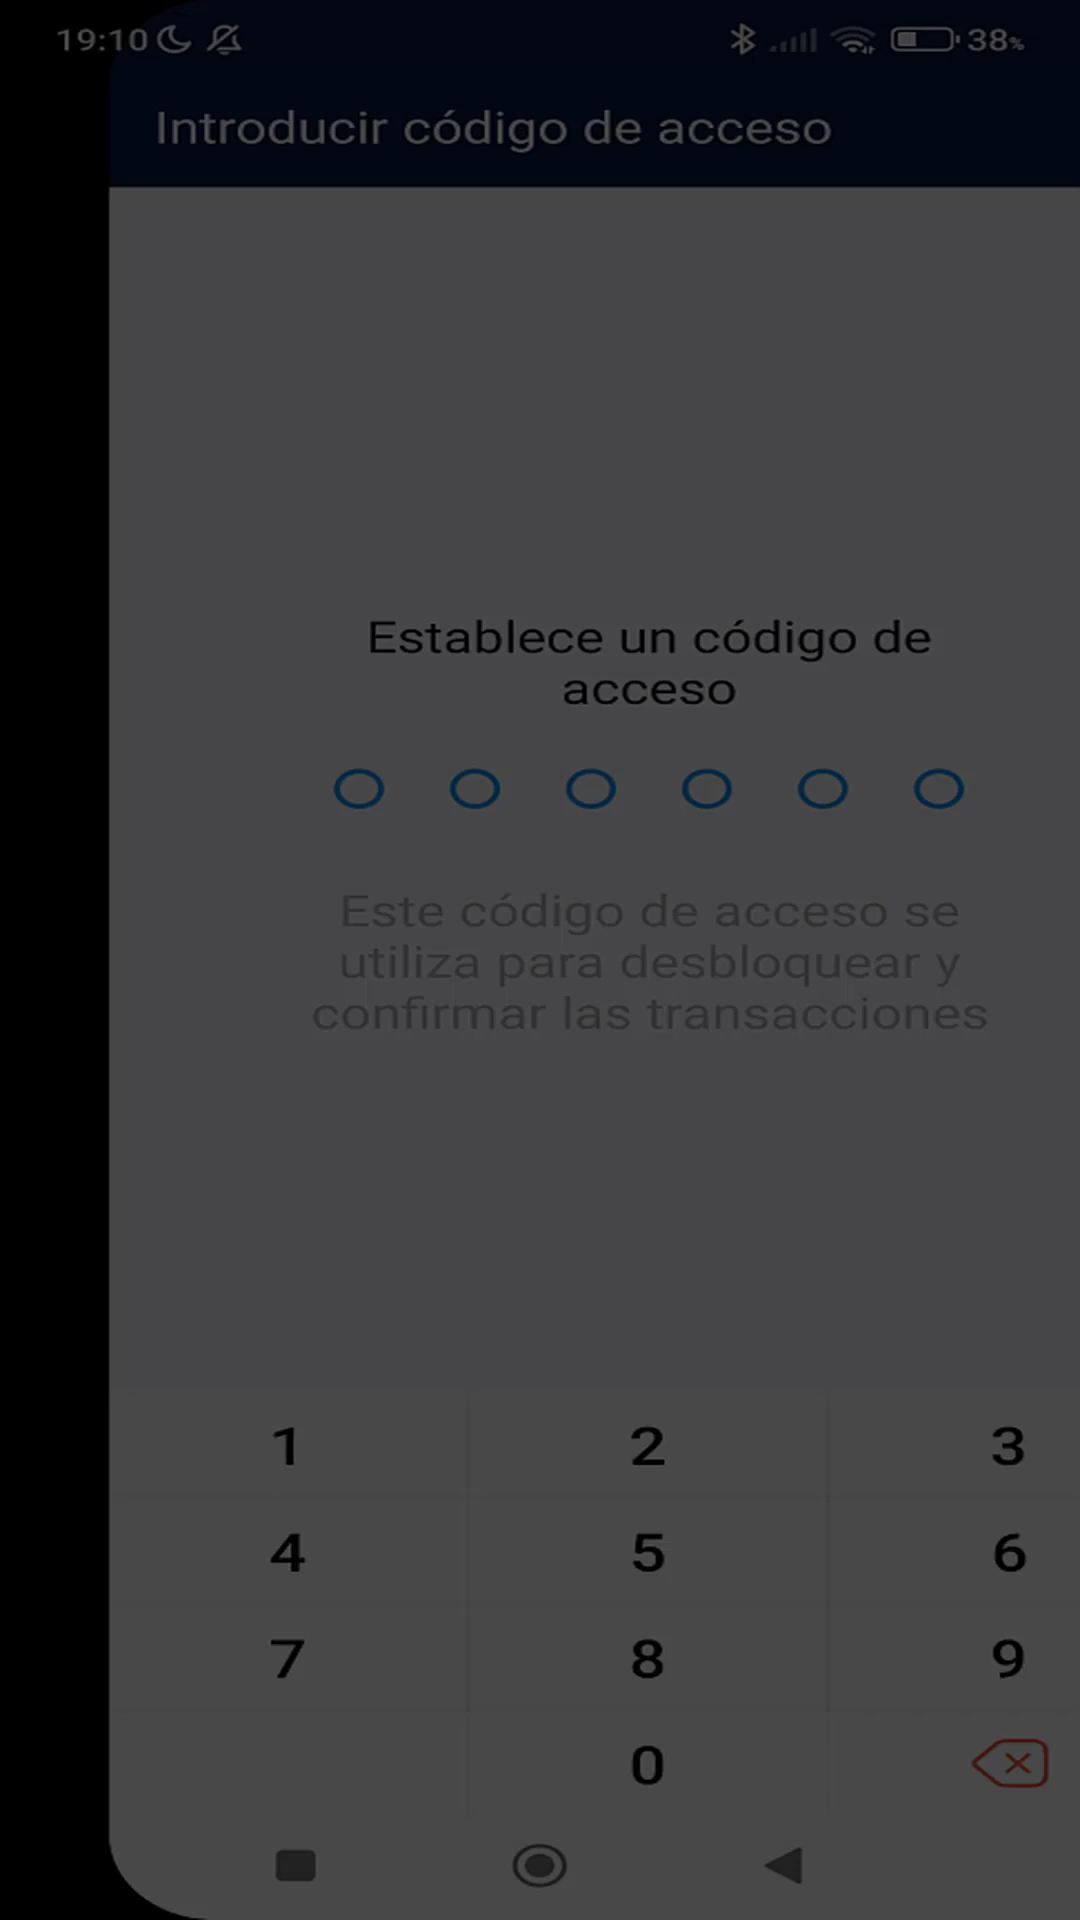 19:10 38%
Introducir código de acceso
Establece un código de
acceso
Este código de acceso se
utiliza para desbloquear y
confirmar las transacciones
1 2 3
4 5 6
7 8 9
0